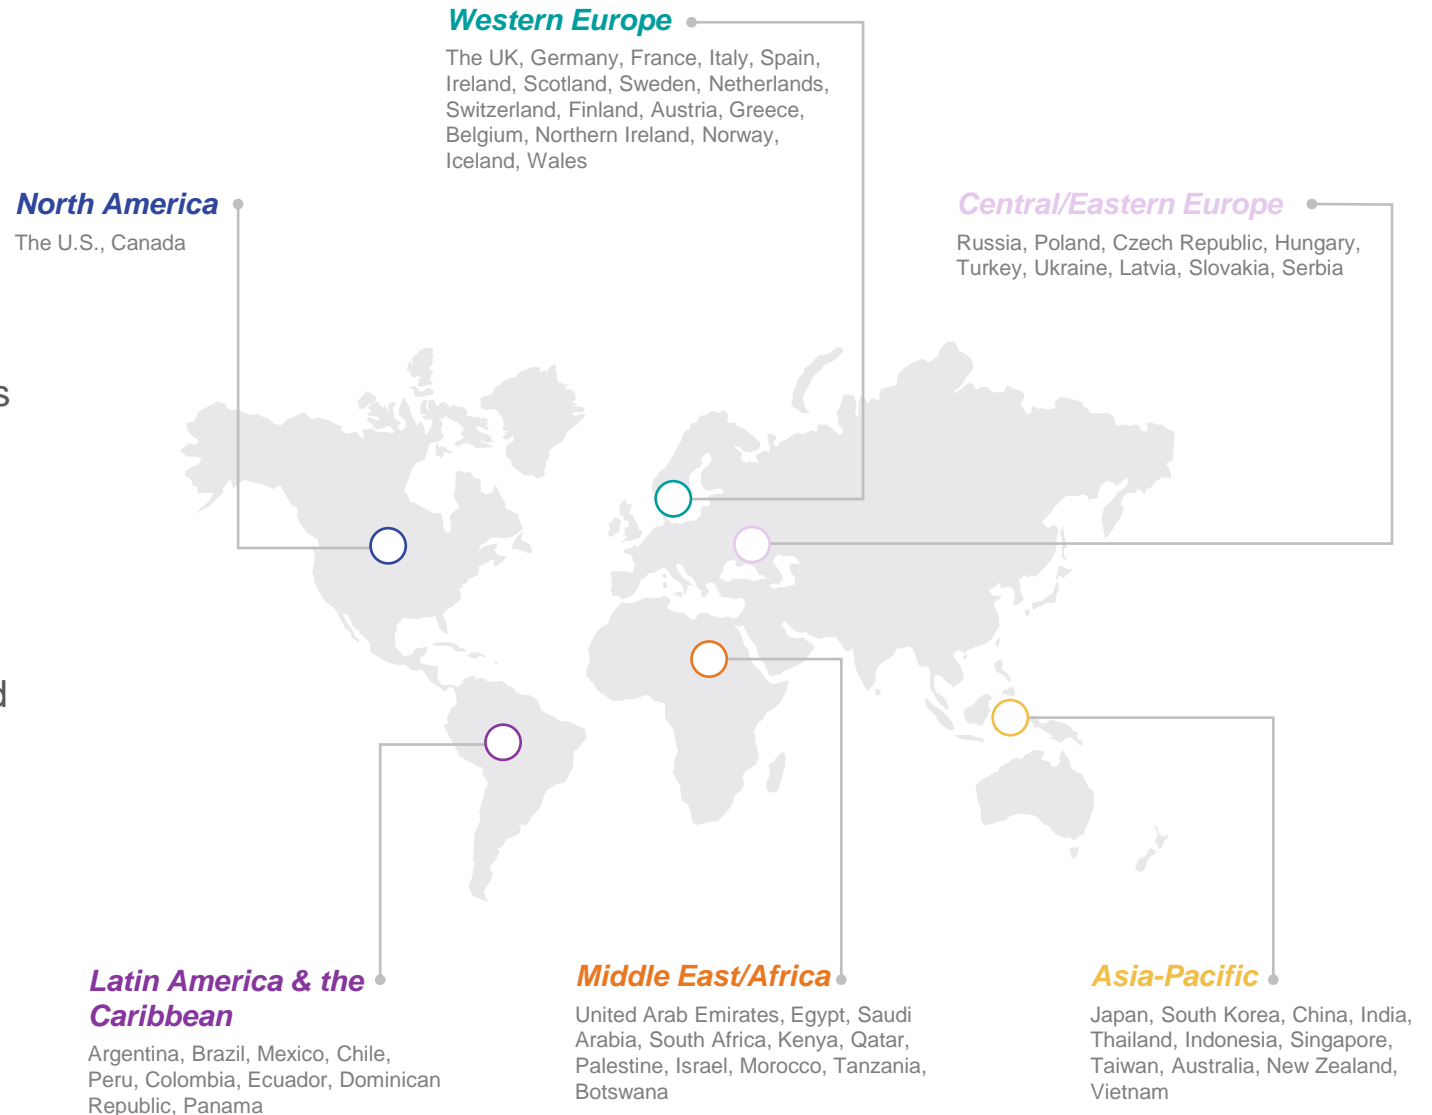 Western Europe
The UK, Germany, France, Italy, Spain,
Ireland, Scotland, Sweden, Netherlands,
Switzerland, Finland, Austria, Greece,
Belgium, Northern Ireland, Norway,
Iceland, Wales
North America
The U.S., Canada
Central/Eastern Europe
Russia, Poland, Czech Republic, Hungary,
Turkey, Ukraine, Latvia, Slovakia, Serbia
s
d
Latin America & the
Caribbean
Argentina, Brazil, Mexico, Chile,
Peru, Colombia, Ecuador, Dominican
Republic, Panama
Middle East/Africa
United Arab Emirates, Egypt, Saudi
Arabia, South Africa, Kenya, Qatar,
Palestine, Israel, Morocco, Tanzania,
Botswana
Asia-Pacific
Japan, South Korea, China, India,
Thailand, Indonesia, Singapore,
Taiwan, Australia, New Zealand,
Vietnam